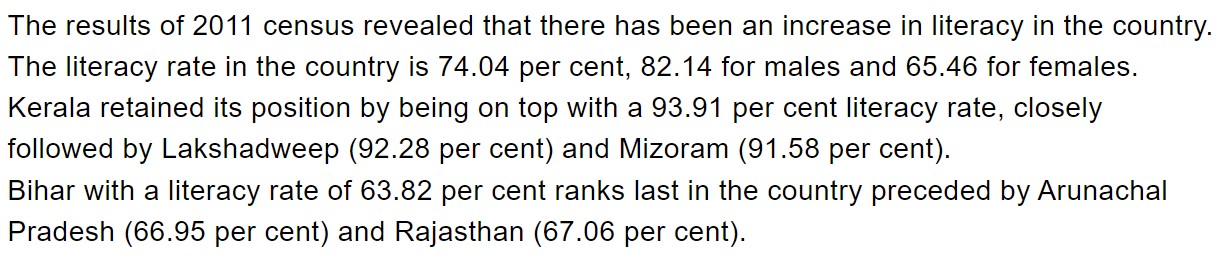 The results of 2011 census revealed that there has been an increase in literacy in the country.
The literacy rate in the country is 74.04 per cent, 82.14 for males and 65.46 for females.
Kerala retained its position by being on top with a 93.91 per cent literacy rate, closely
followed by Lakshadweep (92.28 per cent) and Mizoram (91.58 per cent).
Bihar with a literacy rate of 63.82 per cent ranks last in the country preceded by Arunachal
Pradesh (66.95 per cent) and Rajasthan (67.06 per cent).